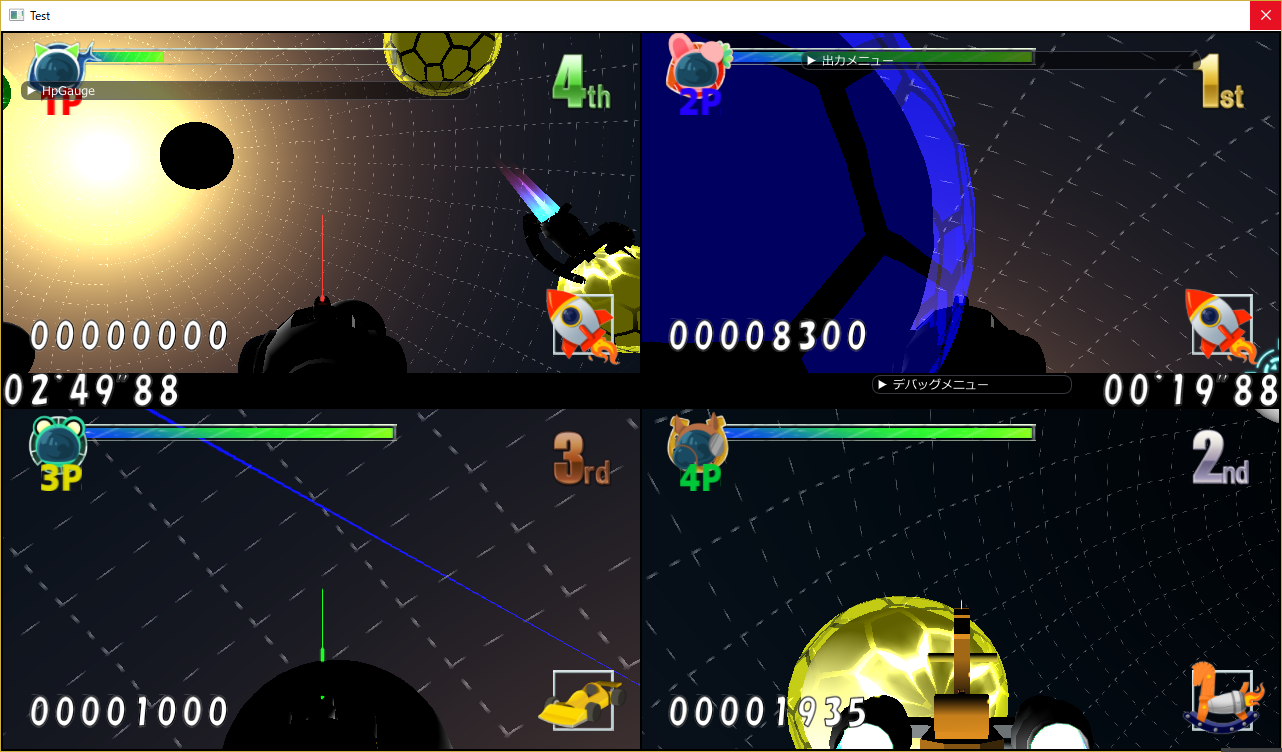 Test
4th
HpGauge
1P
00000000
出力メニュー
2P
1st
00008300
02'49"88
デバッグメニュー
00'19"88
3P
3rd
00001000
4P
2nd
00001935